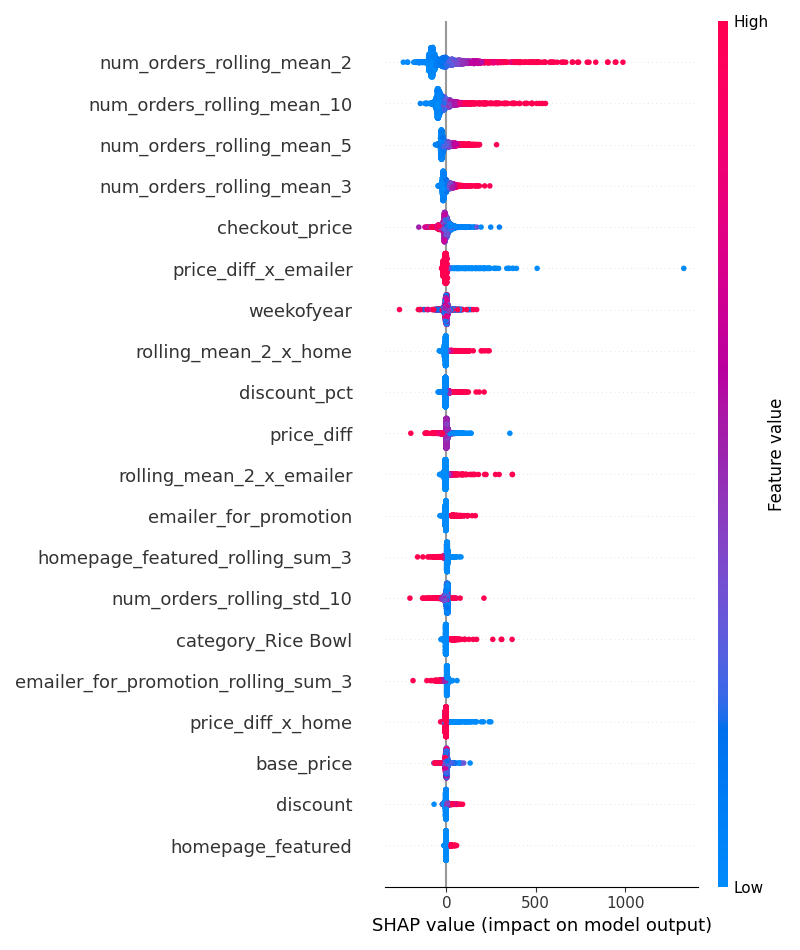 High
num_orders_rolling_mean_2
num_orders_rolling_mean_10
num_orders_rolling_mean_5
num_orders_rolling_mean_3
checkout_price
price_diff_x_emailer
weekofyear
rolling_mean_2_x_home
discount_pct
price_diff
rolling_mean_2_x_emailer
emailer_for_promotion
homepage_featured_rolling_sum_3
num_orders_rolling_std_10
category_Rice Bowl
emailer_for_promotion_rolling_sum_3
price_diff_x_home
base_price
discount
homepage_featured
Feature value
Low
0 500 1000
SHAP value (impact on model output)